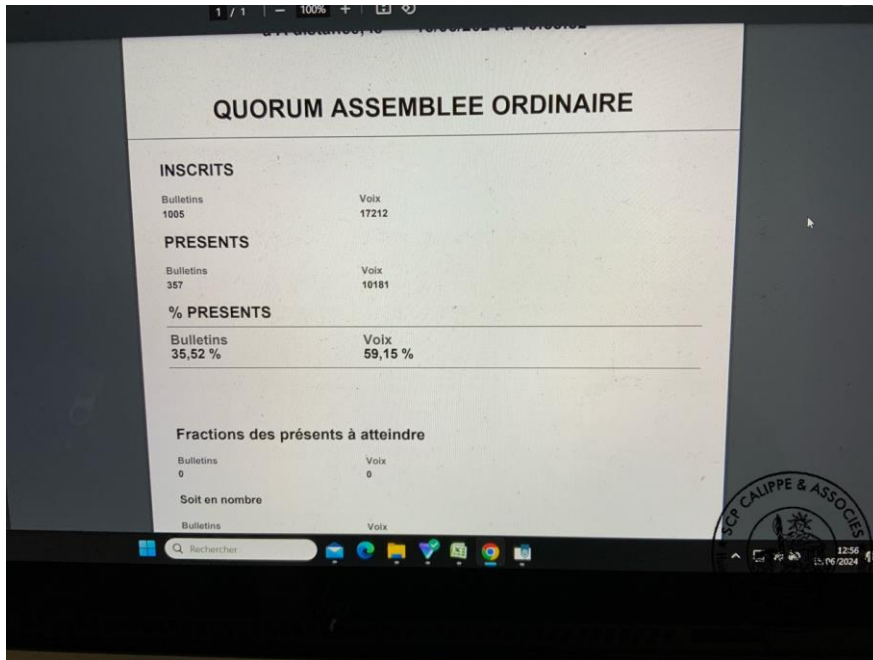 1 / 1 | — 100% +
QUORUM ASSEMBLEE ORDINAIRE
INSCRITS
Bulletins Voix
1005 17212
PRESENTS
Bulletins Voix
357 10181
% PRESENTS
Bulletins Voix
35,52 % 59,15 %
Fractions des présents à atteindre
Bulletins Voix
0 0
Soit en nombre
Bulletins Voix
SCP CALIPPE & ASSOCIES
Rechercher
12:56